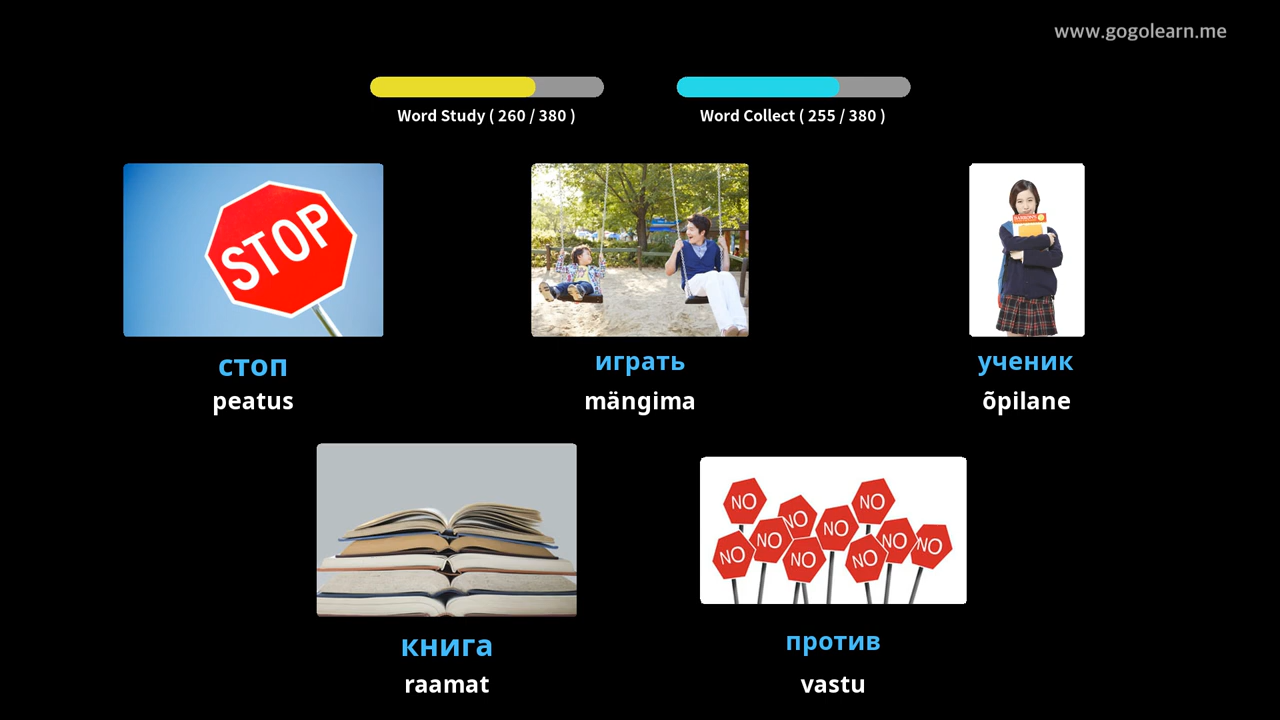 www.gogolearn.me
Word Study ( 260 / 380 )
Word Collect ( 255 / 380 )
STOP
стоп
peatus
играть
mängima
ученик
õpilane
книга
raamat
NO
NO
NO
NO
NO
NO
NO
NO
NO
NO
против
vastu